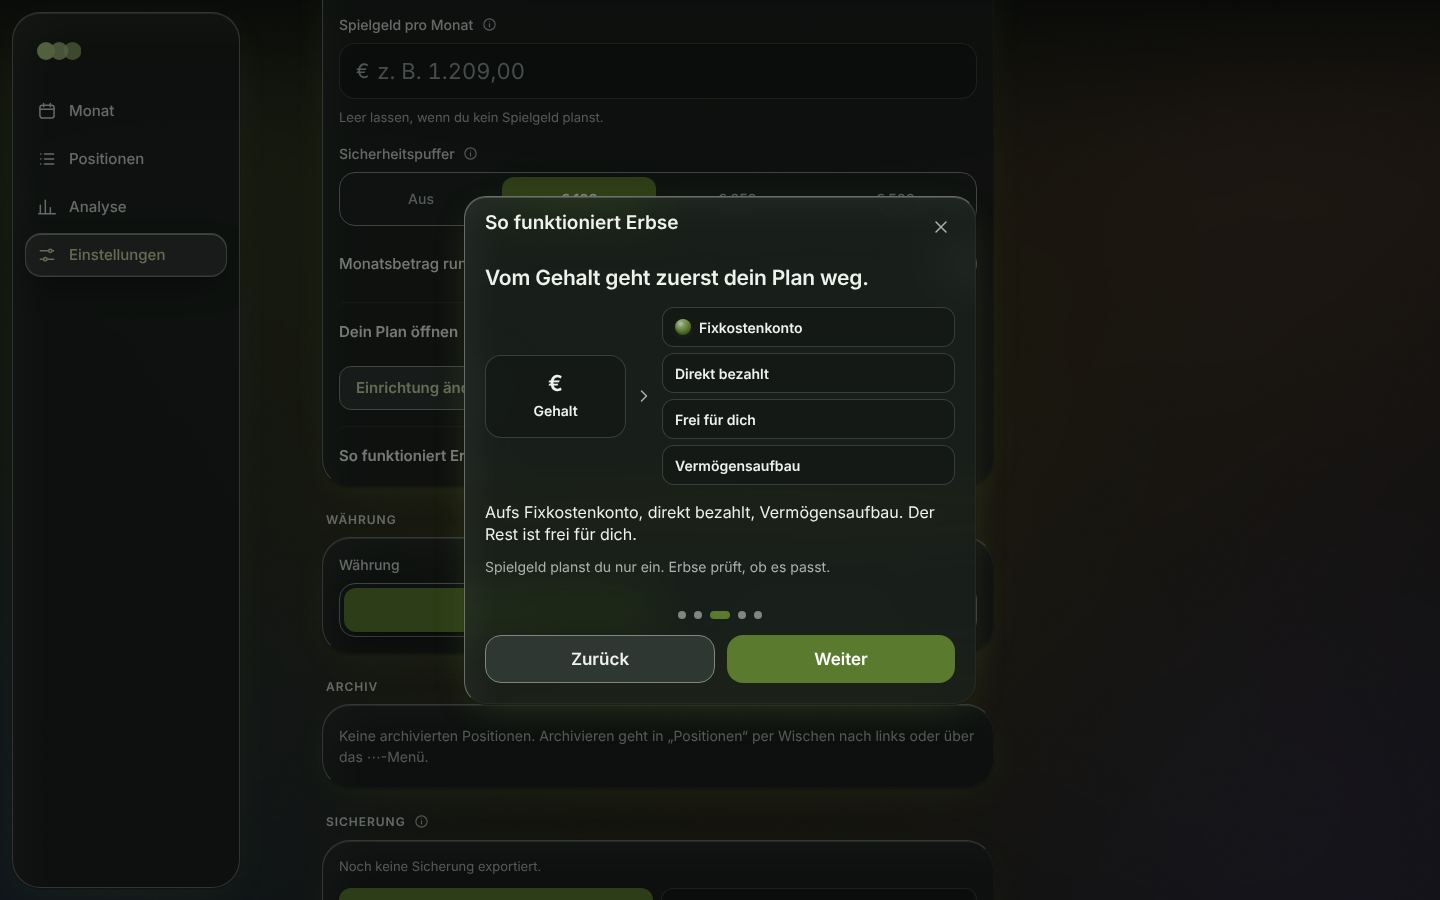 Monat
Positionen
Analyse
Einstellungen
Spielgeld pro Monat
€ z. B. 1.209,00
Leer lassen, wenn du kein Spielgeld planst.
Sicherheitspuffer
Aus
So funktioniert Erbse
Monatsbetrag
Vom Gehalt geht zuerst dein Plan weg.
Fixkostenkonto
Dein Plan öffnen
Direkt bezahlt
€
Gehalt
Einrichtung
Frei für dich
So funktioniert
Vermögensaufbau
Aufs Fixkostenkonto, direkt bezahlt, Vermögensaufbau. Der
Rest ist frei für dich.
WÄHRUNG
Währung
Spielgeld planst du nur ein. Erbse prüft, ob es passt.
Zurück
Weiter
ARCHIV
Keine archivierten Positionen. Archivieren geht in „Positionen“ per Wischen nach links oder über
das ···-Menü.
SICHERUNG
Noch keine Sicherung exportiert.